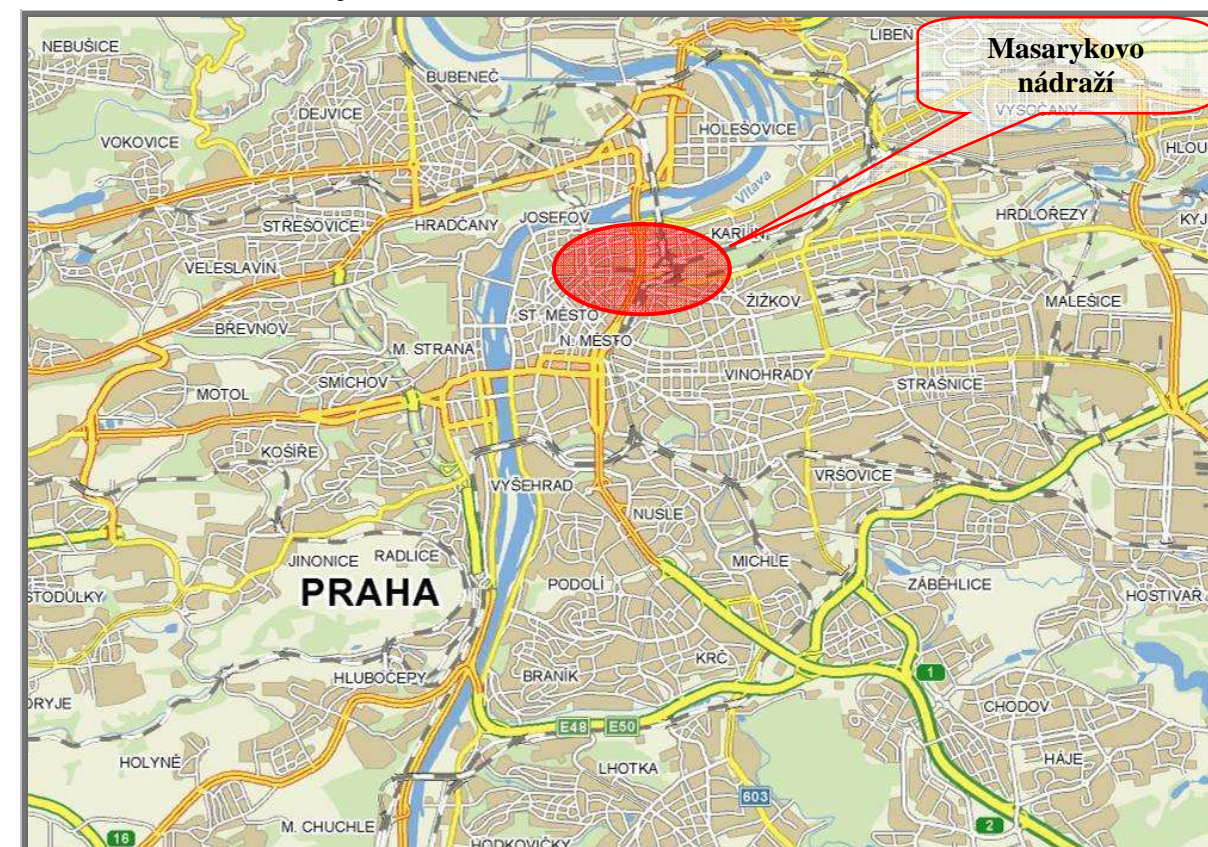 NEBUŠICE
LIBEŇ
Masarykovo
nádraží
BUBENEČ
DEJVICE
VYSOČANY
VOKOVICE
HOLEŠOVICE
HLOU
Vltava
JOSEFOV
HRDLOŘEZY
KYJ
STŘEŠOVICE
HRADČANY
KARLÍN
VELESLAVÍN
ŽIŽKOV
MALEŠICE
ST. MĚSTO
BŘEVNOV
N. MĚSTO
M. STRANA
VINOHRADY
SMÍCHOV
STRAŠNICE
MOTOL
KOŠÍŘE
VRŠOVICE
VYŠEHRAD
NUSLE
JINONICE
RADLICE
MICHLE
PRAHA
PODOLÍ
ZÁBĚHLICE
STODŮLKY
HOSTIVAŘ
KRČ
HLUBOČEPY
BRANÍK
1
ORYJE
CHODOV
E48
E50
HOLYNĚ
HÁJE
LHOTKA
603
M. CHUCHLE
2
16
HODKOVIČKY